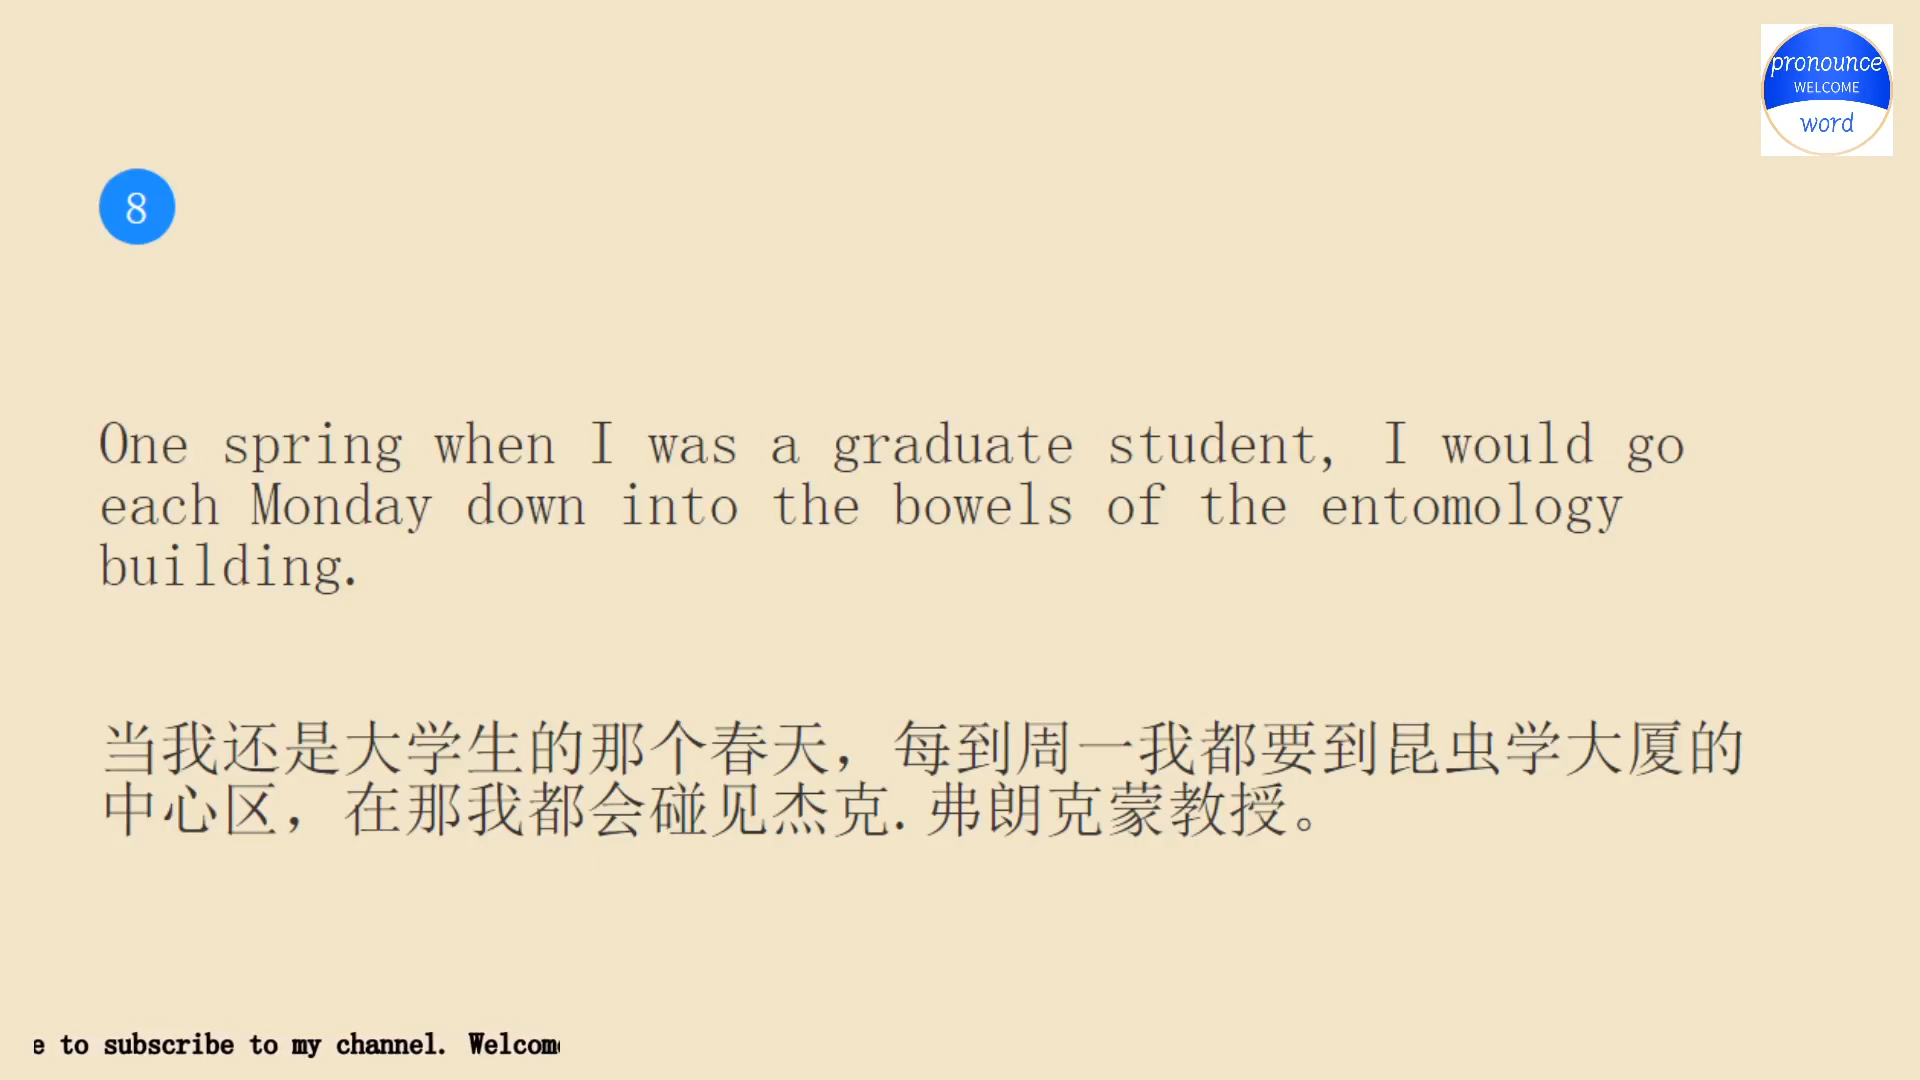 pronounce
WELCOME
word
8
One spring when I was a graduate student, I would go
each Monday down into the bowels of the entomology
building.
当我还是大学生的那个春天，每到周一我都要到昆虫学大厦的
中心区，在那我都会碰见杰克.弗朗克蒙教授。
e to subscribe to my channel. Welcome